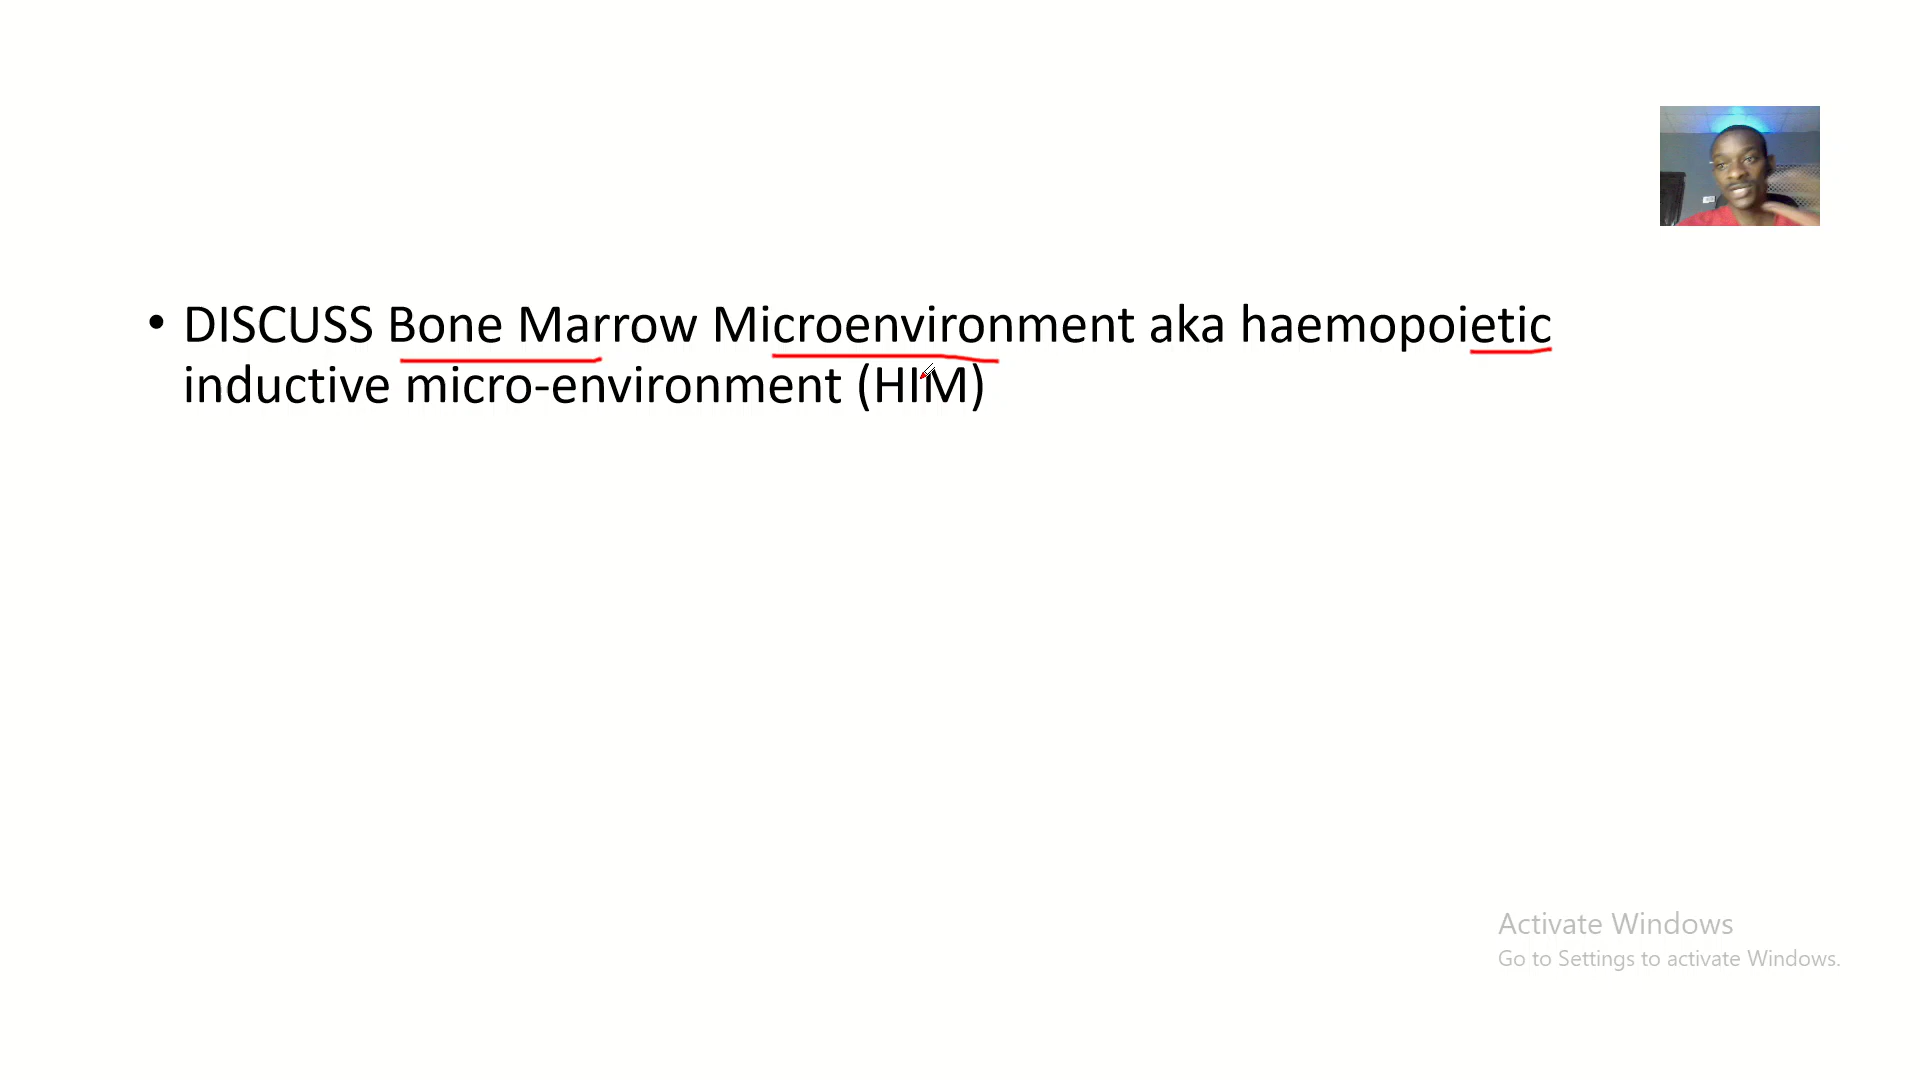 • DISCUSS Bone Marrow Microenvironment aka haemopoietic
inductive micro-environment (HIM)
Activate Windows
Go to Settings to activate Windows.